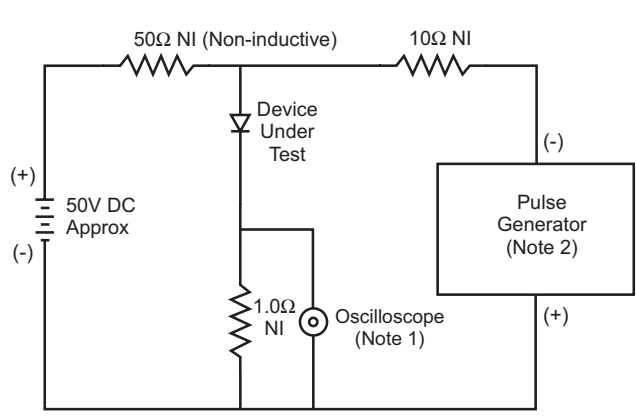 50Ω NI (Non-inductive)
10Ω NI
Device
Under
Test
(-)
(+)
50V DC
Approx
(-)
Pulse
Generator
(Note 2)
1.0Ω
NI
Oscilloscope
(Note 1)
(+)